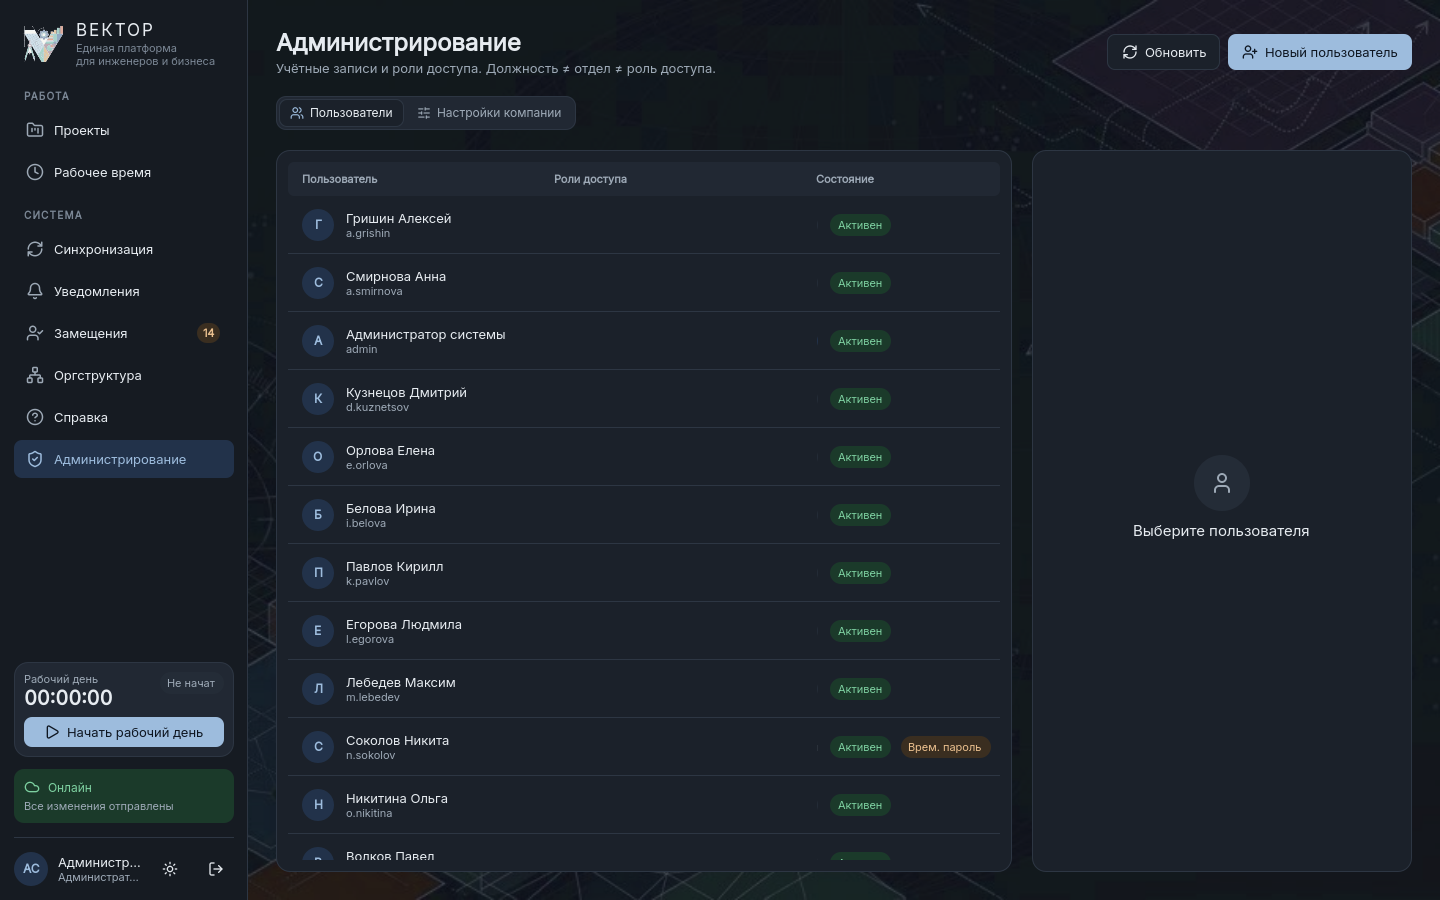 ВЕКТОР
Единая платформа
для инженеров и бизнеса
РАБОТА
Проекты
Рабочее время
СИСТЕМА
Синхронизация
Уведомления
Замещения 14
Оргструктура
Справка
Администрирование
Рабочий день
00:00:00
Не начат
Начать рабочий день
Онлайн
Все изменения отправлены
АС
Администр...
Администрат...
Администрирование
Учётные записи и роли доступа. Должность ≠ отдел ≠ роль доступа.
Обновить
Новый пользователь
Пользователи
Настройки компании
Пользователь Роли доступа Состояние
Г Гришин Алексей Активен
a.grishin
С Смирнова Анна Активен
a.smirnova
А Администратор системы Активен
admin
К Кузнецов Дмитрий Активен
d.kuznetsov
О Орлова Елена Активен
e.orlova
Б Белова Ирина Активен
i.belova
П Павлов Кирилл Активен
k.pavlov
Е Егорова Людмила Активен
l.egorova
Л Лебедев Максим Активен
m.lebedev
С Соколов Никита Активен Врем. пароль
n.sokolov
Н Никитина Ольга Активен
o.nikitina
Волков Павел
Выберите пользователя